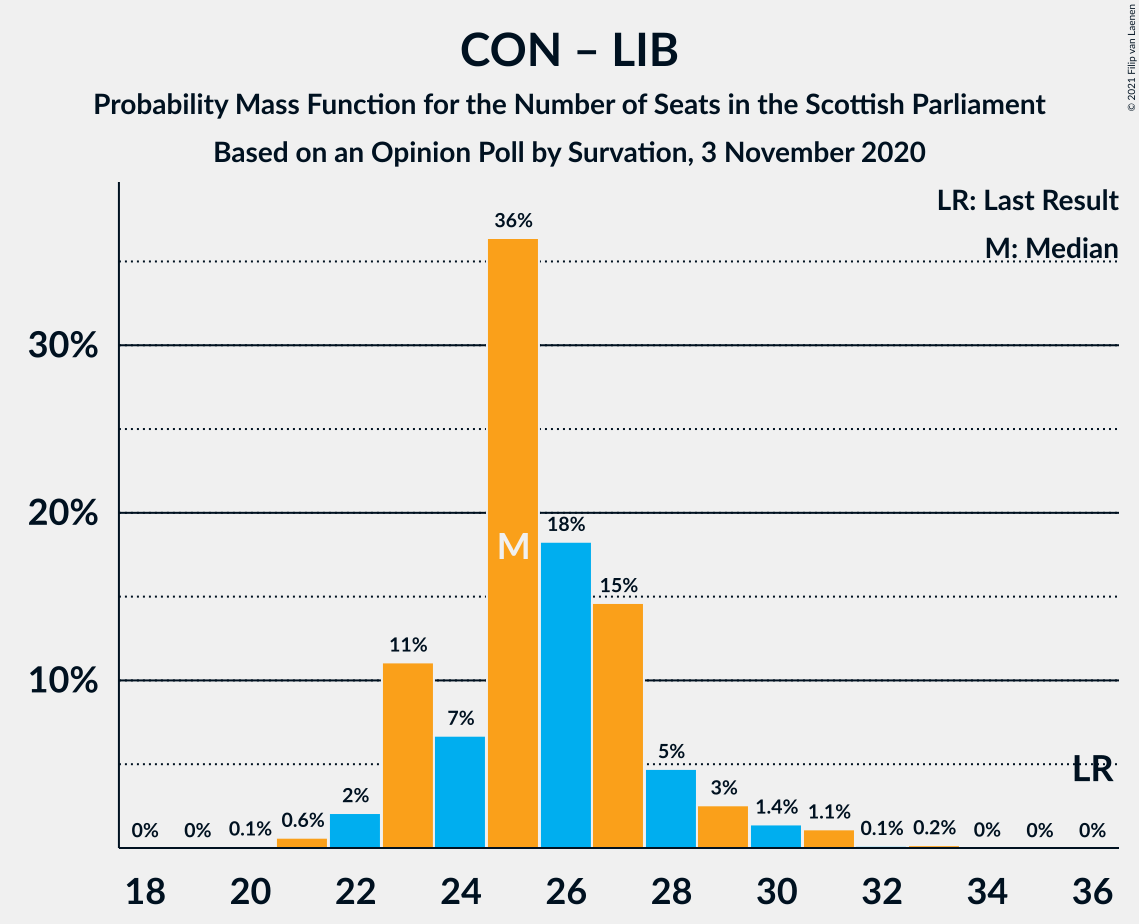 CON – LIB
Probability Mass Function for the Number of Seats in the Scottish Parliament
Based on an Opinion Poll by Survation, 3 November 2020
© 2021 Filip van Laenen
LR: Last Result
M: Median
36%
30%
20%
18%
M
15%
11%
10%
7%
5%
LR
3%
2%
0% 0% 0.1% 0.6% 1.4% 1.1% 0.1% 0.2% 0% 0% 0%
18 20 22 24 26 28 30 32 34 36